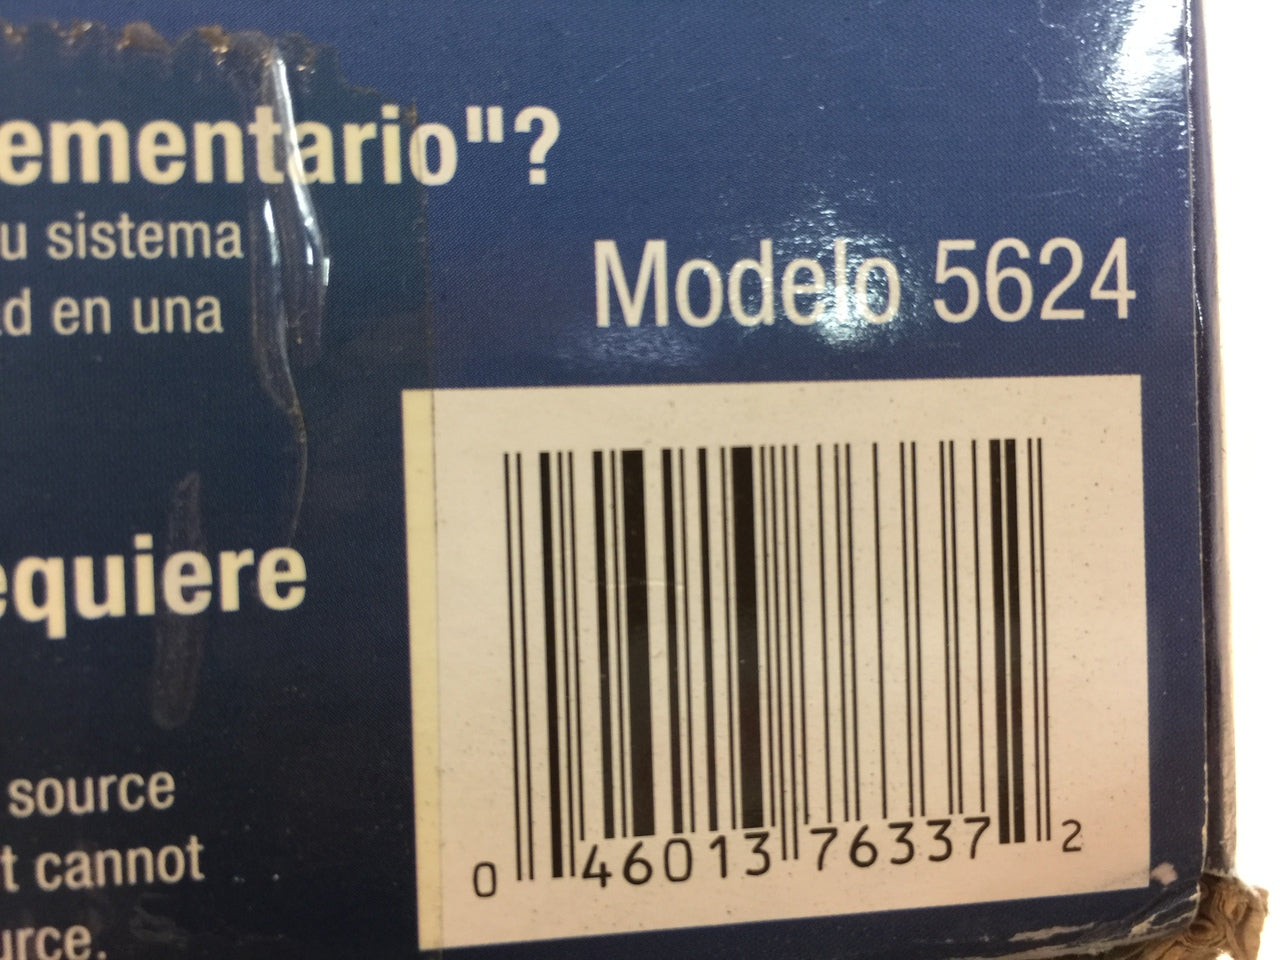 ementario"?
u sistema
d en una
Modelo 5624
equiere
source
t cannot
urce.
0 46013 76337 2